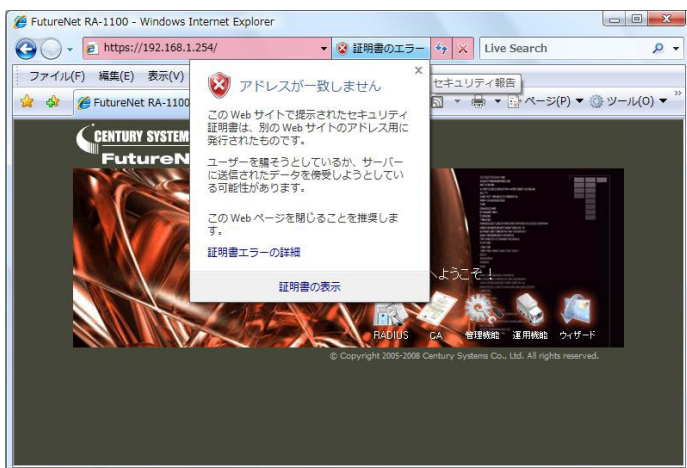 FutureNet RA-1100 - Windows Internet Explorer
https://192.168.1.254/
証明書のエラー
Live Search
ファイル(F) 編集(E) 表示(V)
セキュリティ報告
FutureNet RA-1100
ページ(P) ツール(O)
アドレスが一致しません
この Web サイトで提示されたセキュリティ
証明書は、別の Web サイトのアドレス用に
発行されたものです。
ユーザーを騙そうとしているか、サーバー
に送信されたデータを傍受しようとしてい
る可能性があります。
この Web ページを閉じることを推奨しま
す。
証明書エラーの詳細
証明書の表示
CENTURY SYSTEM
FutureN
ようこそ！
RADIUS CA 管理機能 運用機能 ウィザード
© Copyright 2005-2008 Century Systems Co., Ltd. All rights reserved.